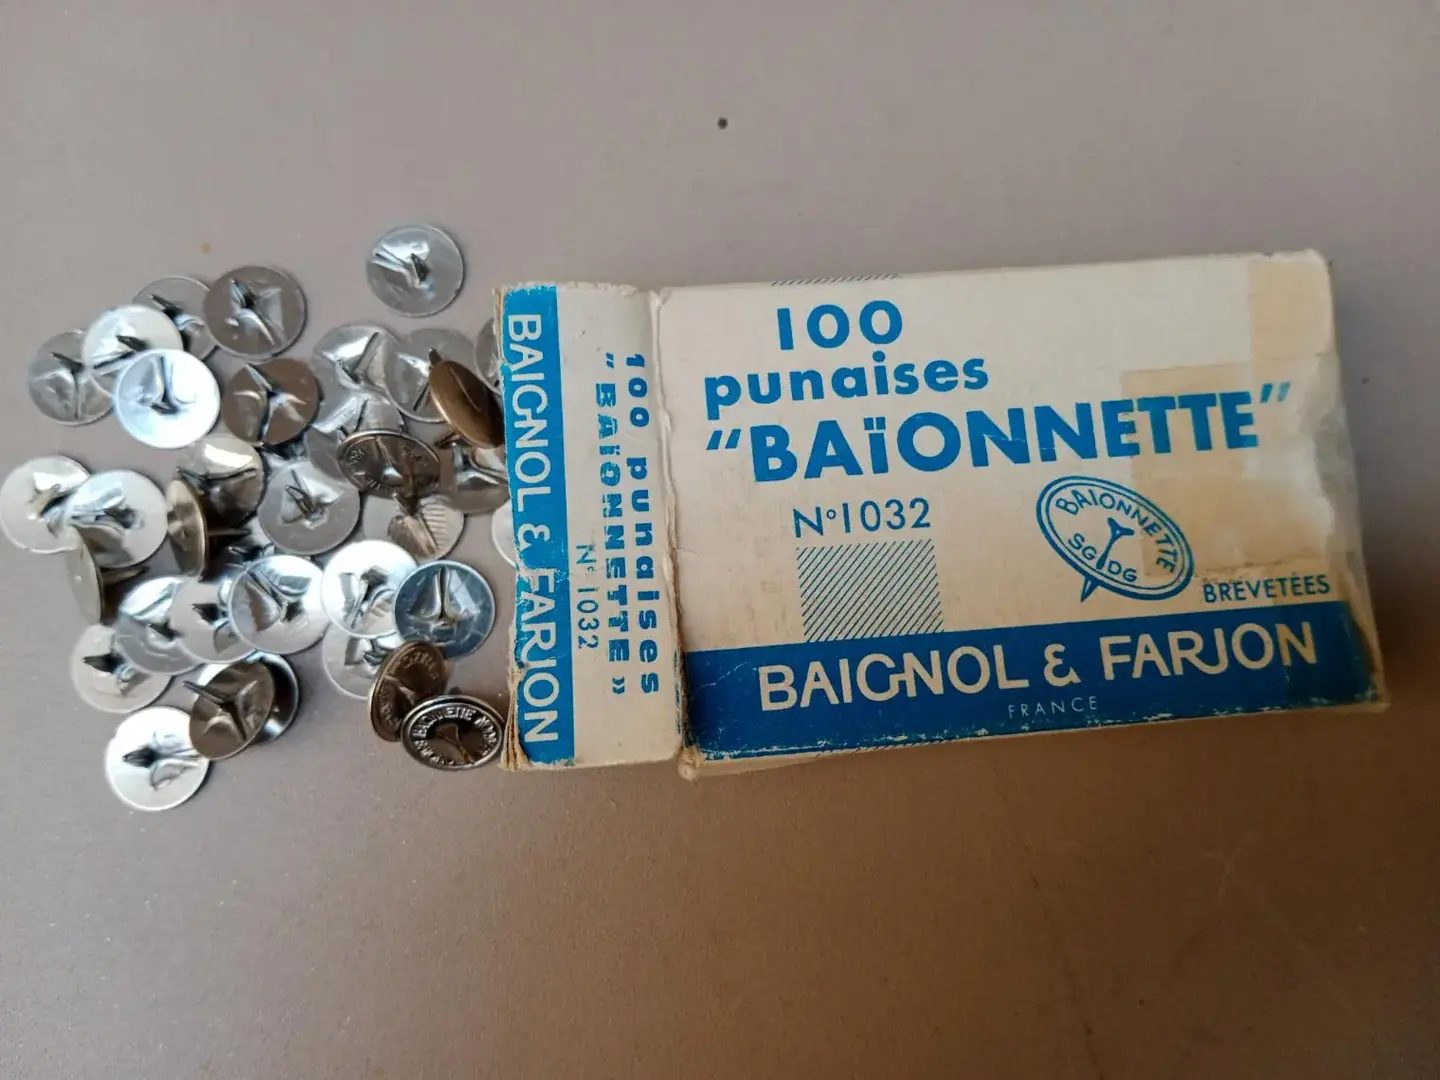 100
punaises
"BAÏONNETTE"
N° 1032
BAIONNETTE
SGDG
BREVETÉES
BAIGNOL & FARJON
FRANCE
100 punaises
"BAÏONNETTE"
N° 1032
BAIGNOL & FARJON